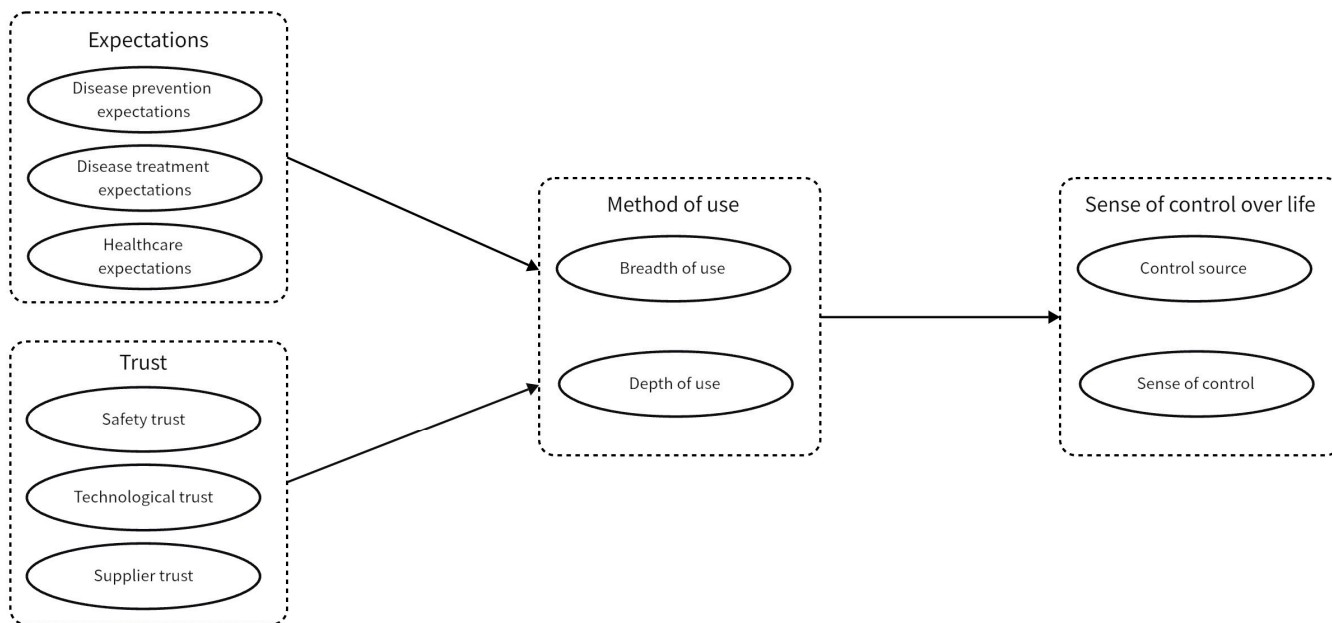 Expectations
Disease prevention
expectations
Disease treatment
expectations
Healthcare
expectations
Trust
Safety trust
Technological trust
Supplier trust
Method of use
Breadth of use
Depth of use
Sense of control over life
Control source
Sense of control